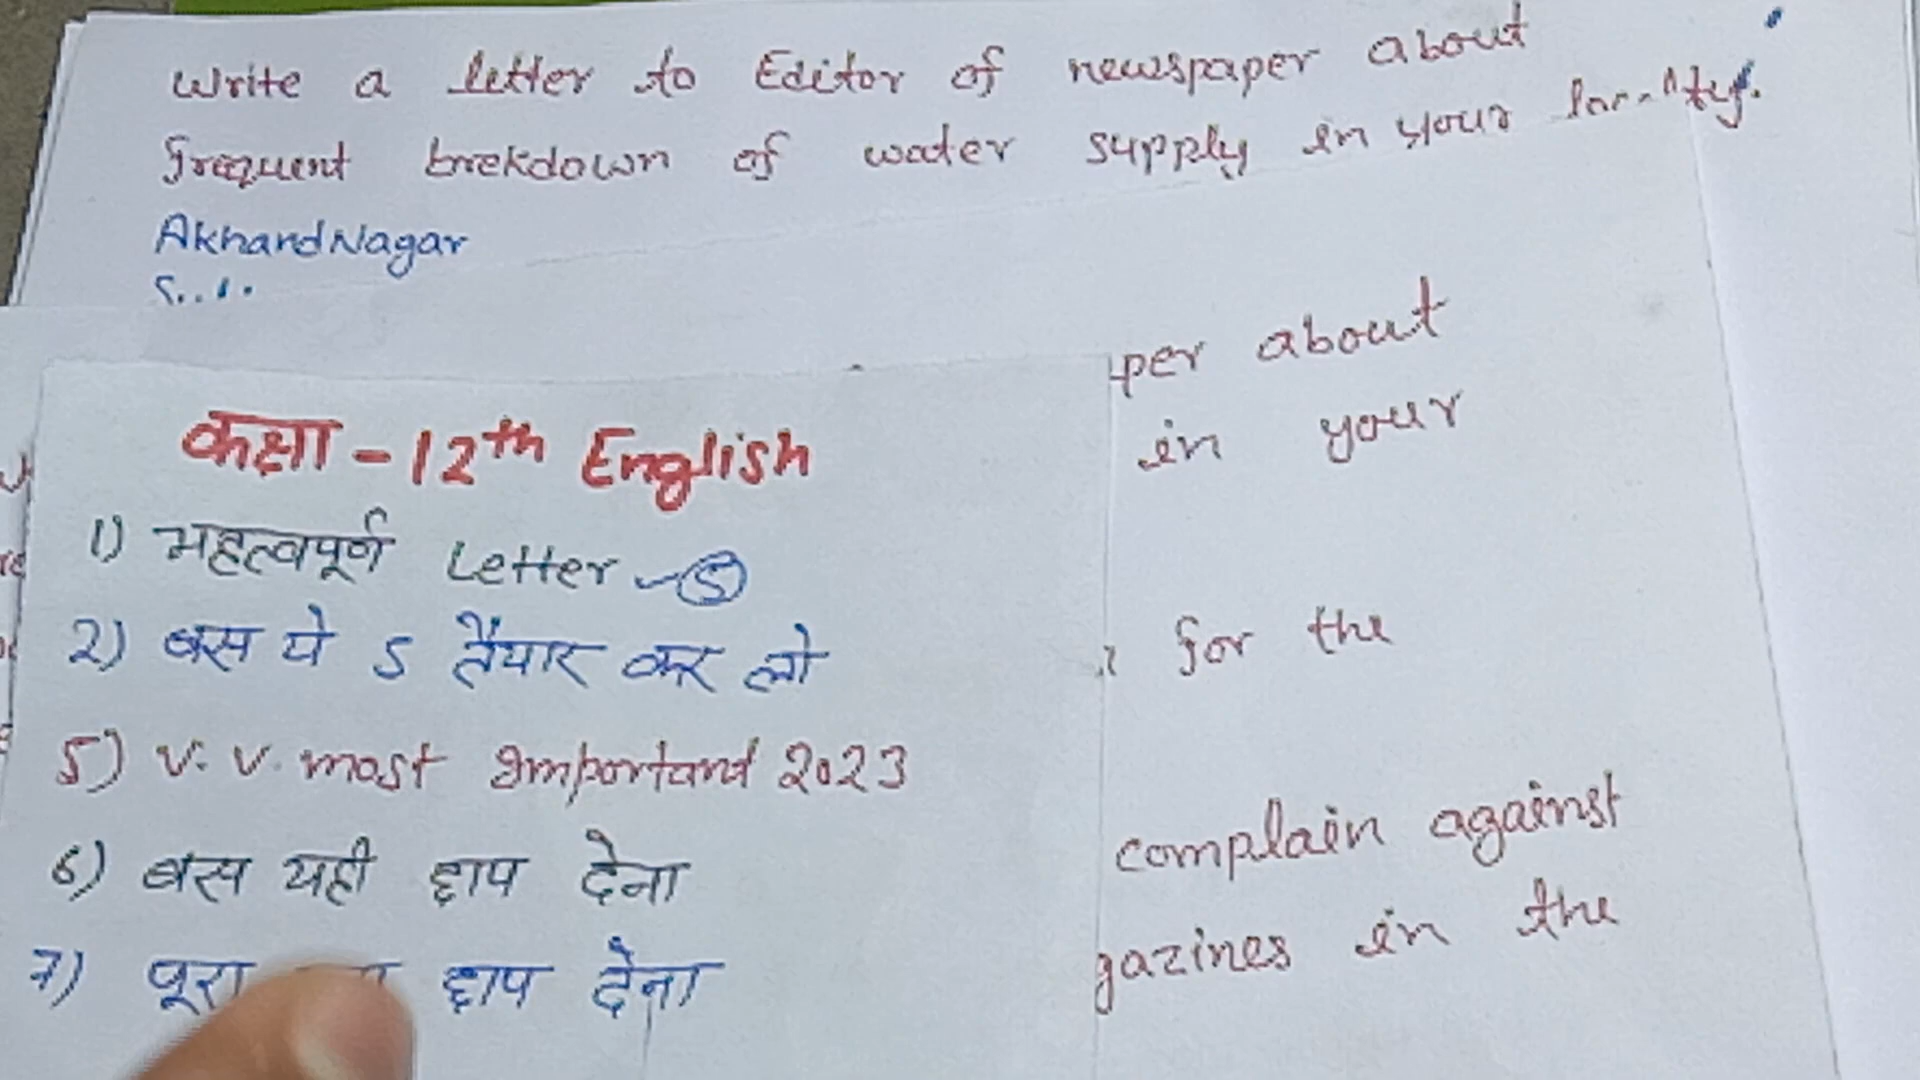 Write a letter to Editor of newspaper about
frequent brekdown of water supply in your
AkhandNagar
per about
in your
for the
complain against
gazines in the
कक्षा - 12th English
1) महत्वपूर्ण Letter - 5
2) बस ये 5 तैयार कर लो
5) V. V. most Importand 2023
6) बस यही छाप देना
7) पूरा छाप देना